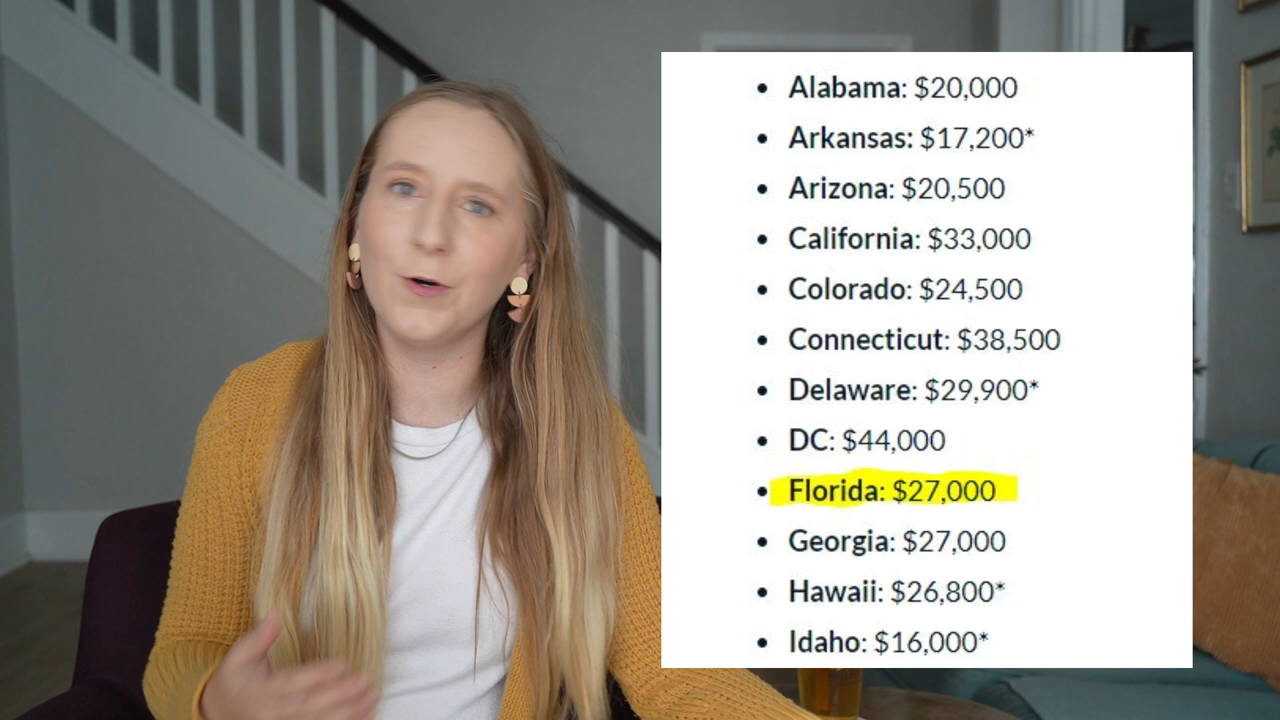 • Alabama: $20,000
• Arkansas: $17,200*
• Arizona: $20,500
• California: $33,000
• Colorado: $24,500
• Connecticut: $38,500
• Delaware: $29,900*
• DC: $44,000
• Florida: $27,000
• Georgia: $27,000
• Hawaii: $26,800*
• Idaho: $16,000*